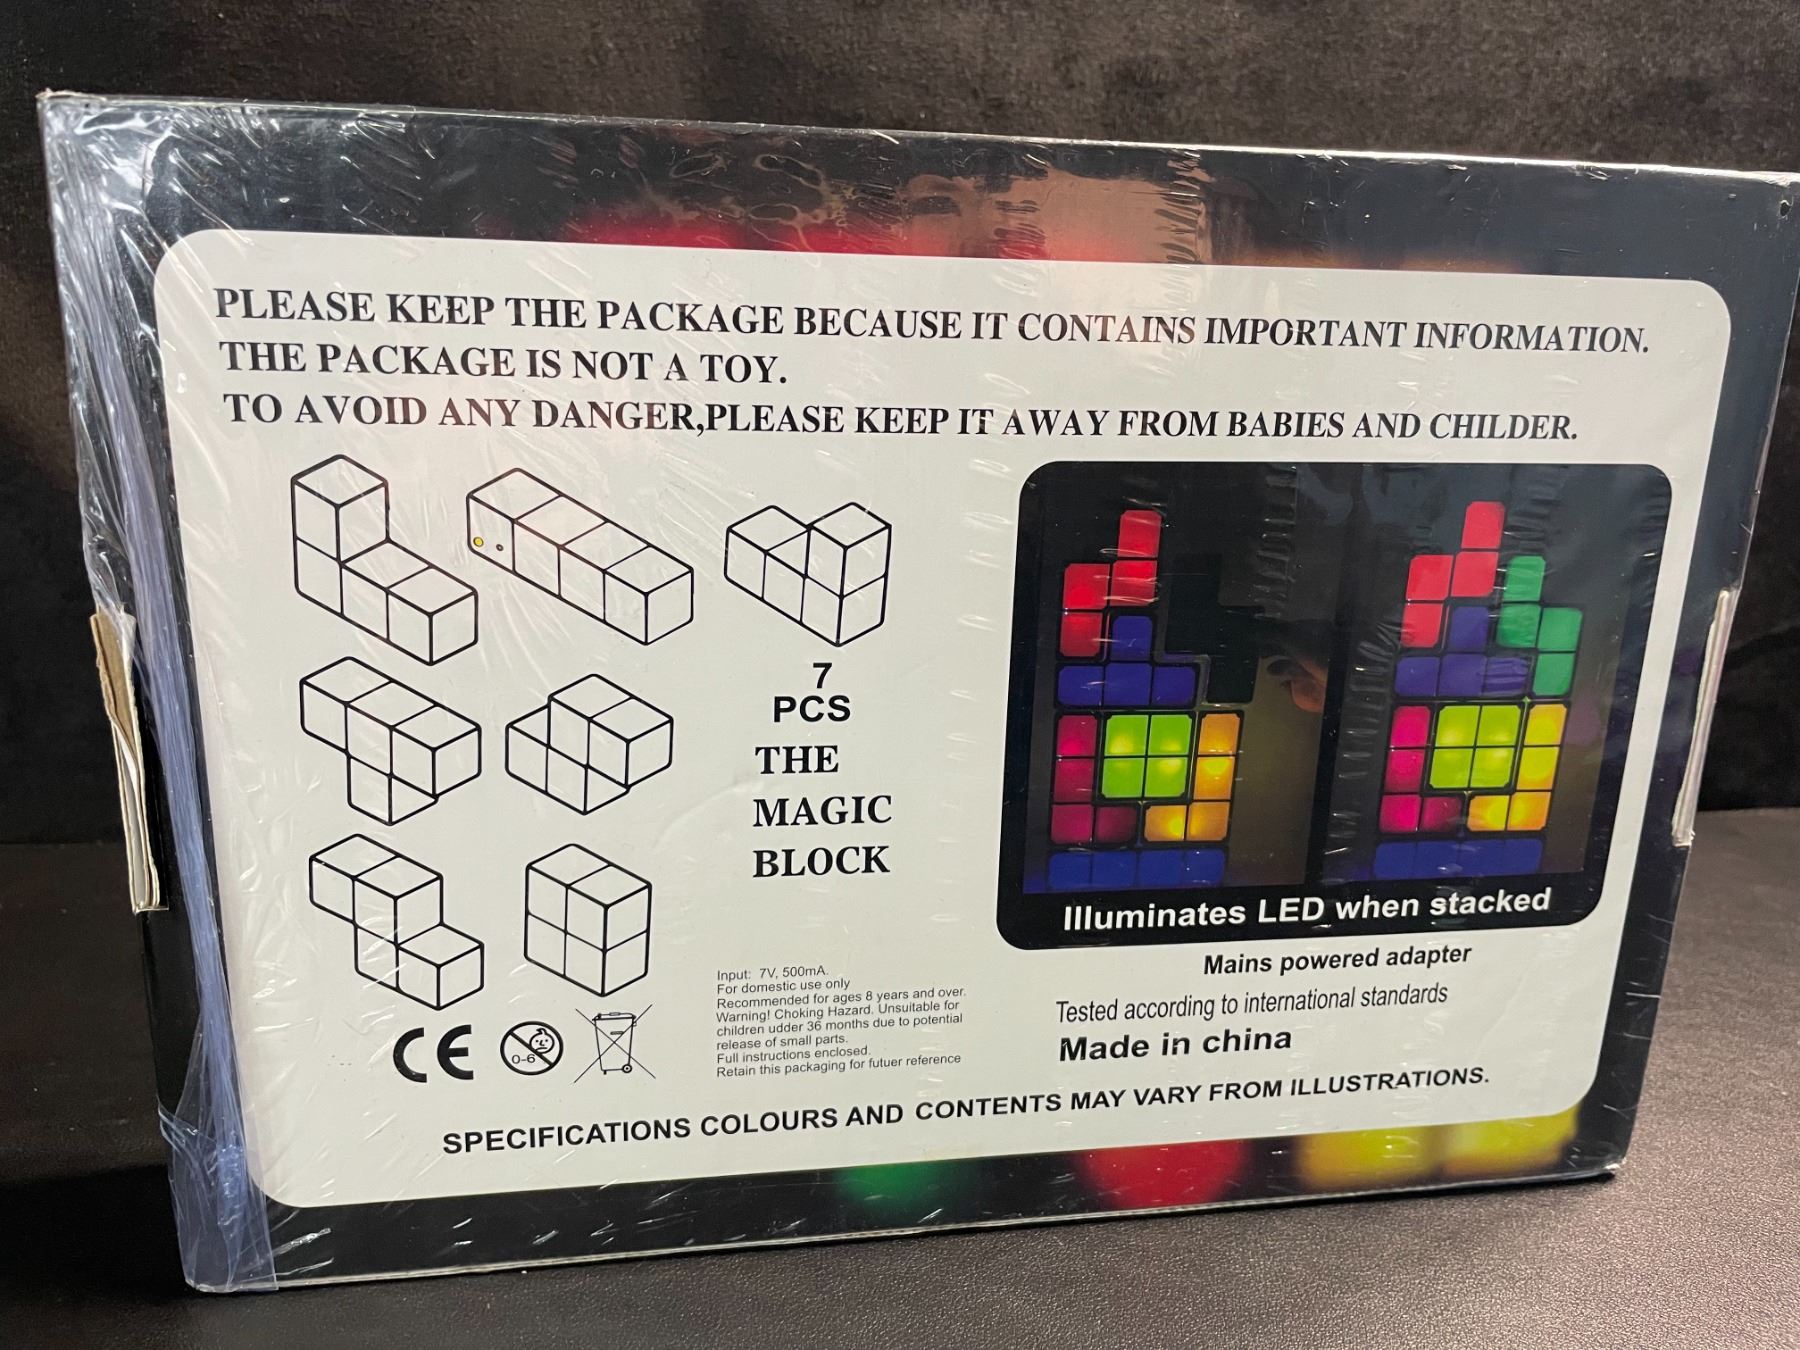 PLEASE KEEP THE PACKAGE BECAUSE IT CONTAINS IMPORTANT INFORMATION.
THE PACKAGE IS NOT A TOY.
TO AVOID ANY DANGER,PLEASE KEEP IT AWAY FROM BABIES AND CHILDER.
7
PCS
THE
MAGIC
BLOCK
Illuminates LED when stacked
Mains powered adapter
Tested according to international standards
Made in china
Input: 7V, 500mA.
For domestic use only
Recommended for ages 8 years and over.
Warning! Choking Hazard. Unsuitable for
children udder 36 months due to potential
release of small parts.
Full instructions enclosed.
Retain this packaging for futuer reference
CE
0-6
SPECIFICATIONS COLOURS AND CONTENTS MAY VARY FROM ILLUSTRATIONS.